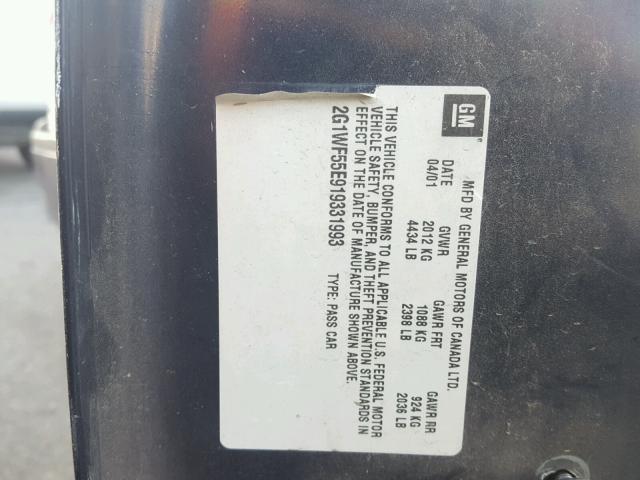 GM
MFD BY GENERAL MOTORS OF CANADA LTD.
DATE GVWR GAWR FRT GAWR RR
04/01 2012 KG 1088 KG 924 KG
4434 LB 2398 LB 2036 LB
THIS VEHICLE CONFORMS TO ALL APPLICABLE U.S. FEDERAL MOTOR
VEHICLE SAFETY, BUMPER, AND THEFT PREVENTION STANDARDS IN
EFFECT ON THE DATE OF MANUFACTURE SHOWN ABOVE.
2G1WF55E919331993 TYPE: PASS CAR